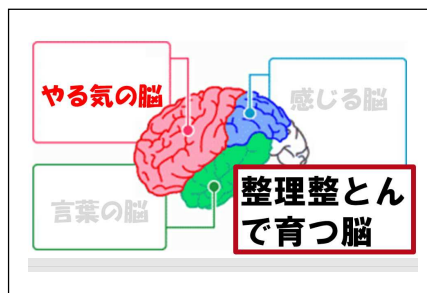 やる気の脳
感じる脳
言葉の脳
整理整とん
で育つ脳